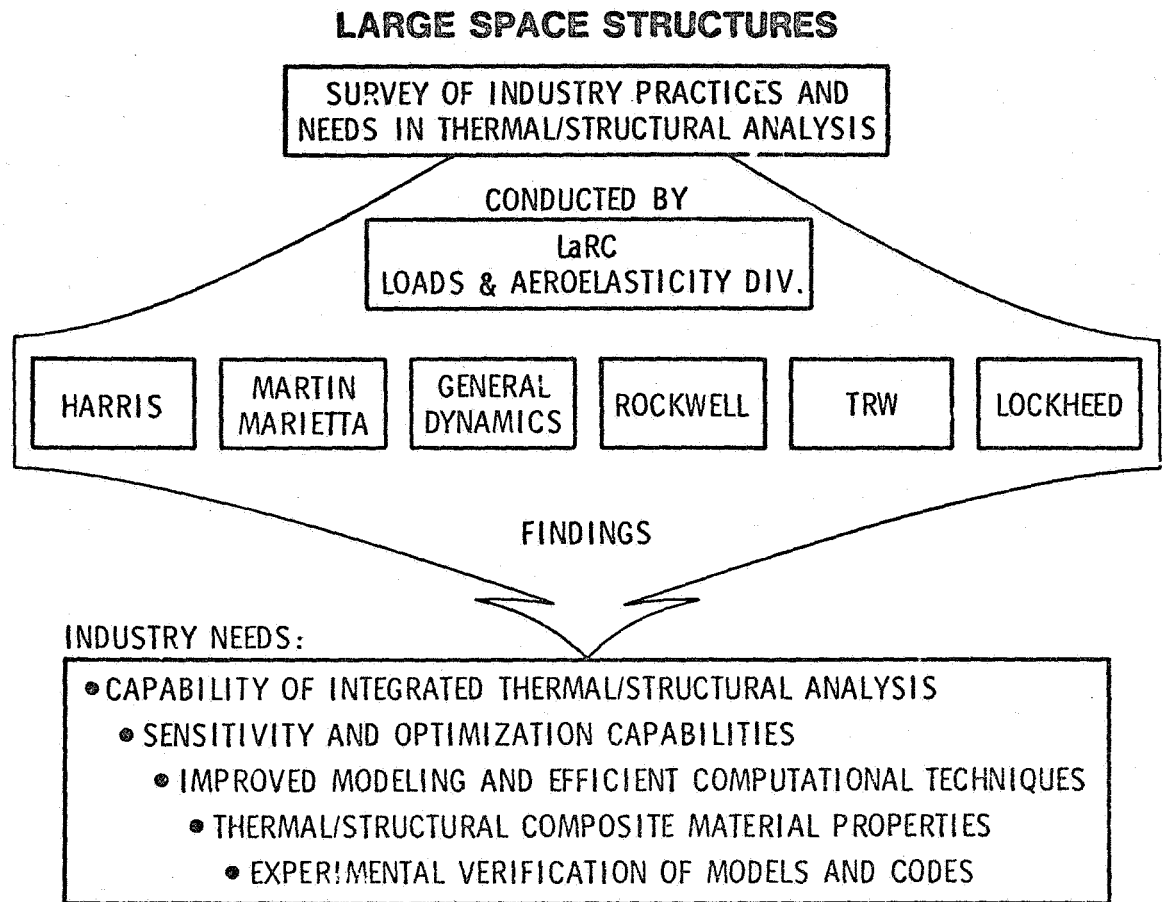 LARGE SPACE STRUCTURES
SURVEY OF INDUSTRY PRACTICES AND
NEEDS IN THERMAL/STRUCTURAL ANALYSIS
CONDUCTED BY
LaRC
LOADS & AEROELASTICITY DIV.
HARRIS
MARTIN
MARIETTA
GENERAL
DYNAMICS
ROCKWELL
TRW
LOCKHEED
FINDINGS
INDUSTRY NEEDS:
● CAPABILITY OF INTEGRATED THERMAL/STRUCTURAL ANALYSIS
● SENSITIVITY AND OPTIMIZATION CAPABILITIES
● IMPROVED MODELING AND EFFICIENT COMPUTATIONAL TECHNIQUES
● THERMAL/STRUCTURAL COMPOSITE MATERIAL PROPERTIES
● EXPERIMENTAL VERIFICATION OF MODELS AND CODES